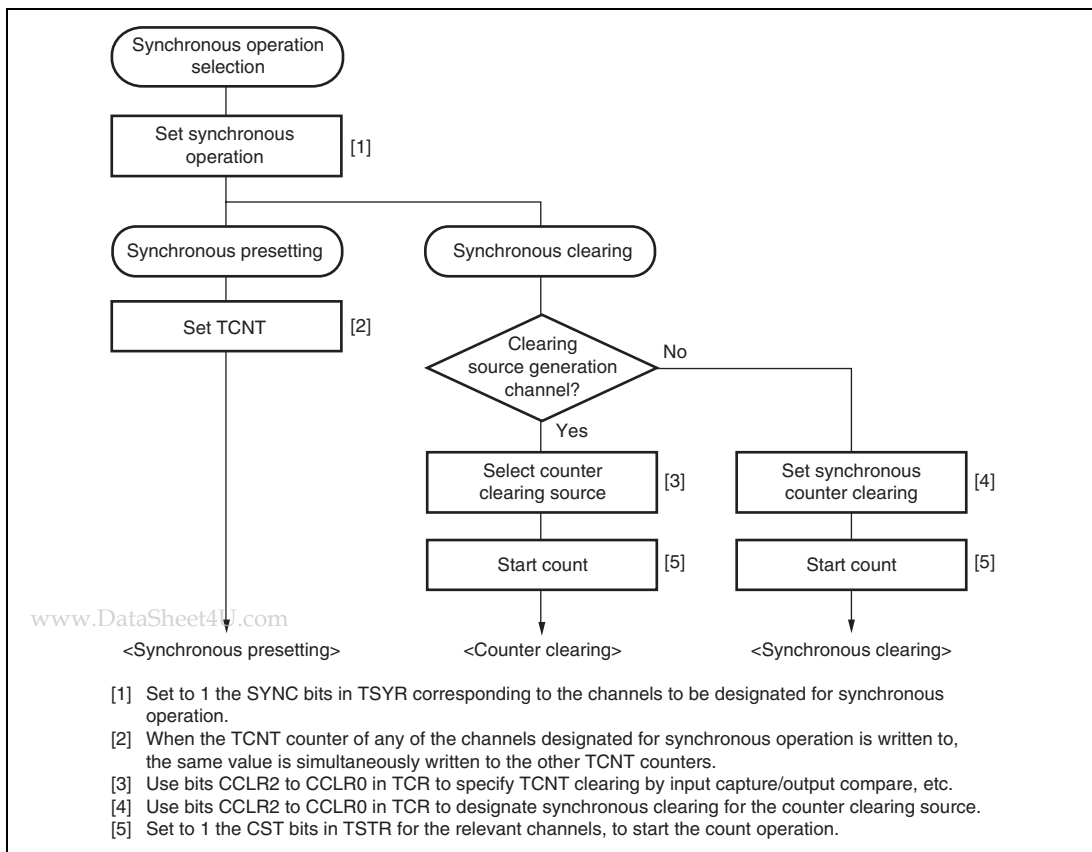 Synchronous operation
selection
Set synchronous
operation
[1]
Synchronous presetting
Synchronous clearing
Set TCNT
[2]
Clearing
source generation
channel?
No
Yes
Select counter
clearing source
[3]
Set synchronous
counter clearing
[4]
Start count
[5]
Start count
[5]
www.DataSheet4U.com
<Synchronous presetting>
<Counter clearing>
<Synchronous clearing>
[1] Set to 1 the SYNC bits in TSYR corresponding to the channels to be designated for synchronous
operation.
[2] When the TCNT counter of any of the channels designated for synchronous operation is written to,
the same value is simultaneously written to the other TCNT counters.
[3] Use bits CCLR2 to CCLR0 in TCR to specify TCNT clearing by input capture/output compare, etc.
[4] Use bits CCLR2 to CCLR0 in TCR to designate synchronous clearing for the counter clearing source.
[5] Set to 1 the CST bits in TSTR for the relevant channels, to start the count operation.